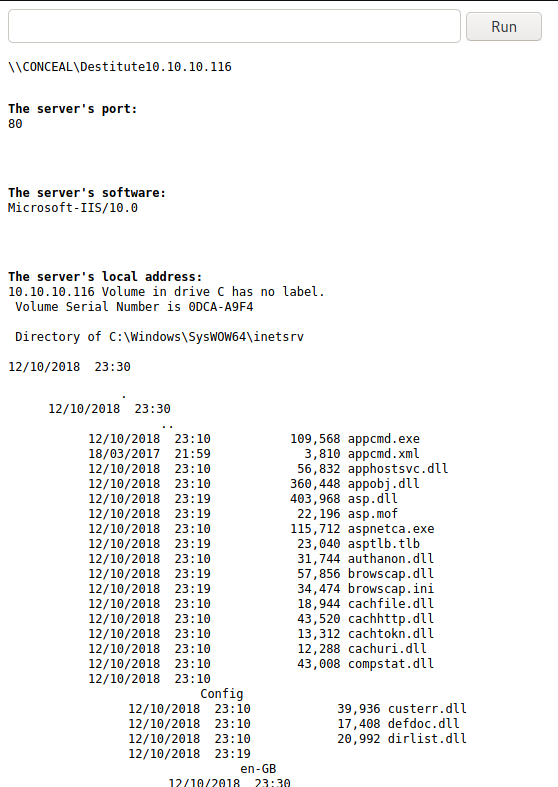 Run
\\CONCEAL\Destitute10.10.10.116
The server's port:
80
The server's software:
Microsoft-IIS/10.0
The server's local address:
10.10.10.116 Volume in drive C has no label.
Volume Serial Number is 0DCA-A9F4
Directory of C:\Windows\SysWOW64\inetsrv
12/10/2018  23:30
.
12/10/2018  23:30
..
12/10/2018  23:10           109,568 appcmd.exe
18/03/2017  21:59             3,810 appcmd.xml
12/10/2018  23:10            56,832 apphostsvc.dll
12/10/2018  23:10           360,448 appobj.dll
12/10/2018  23:19           403,968 asp.dll
12/10/2018  23:19            22,196 asp.mof
12/10/2018  23:10           115,712 aspnetca.exe
12/10/2018  23:19            23,040 asptlb.tlb
12/10/2018  23:10            31,744 authanon.dll
12/10/2018  23:19            57,856 browscap.dll
12/10/2018  23:19            34,474 browscap.ini
12/10/2018  23:10            18,944 cachfile.dll
12/10/2018  23:10            43,520 cachhttp.dll
12/10/2018  23:10            13,312 cachtokn.dll
12/10/2018  23:10            12,288 cachuri.dll
12/10/2018  23:10            43,008 compstat.dll
12/10/2018  23:10
Config
12/10/2018  23:10            39,936 custerr.dll
12/10/2018  23:10            17,408 defdoc.dll
12/10/2018  23:10            20,992 dirlist.dll
12/10/2018  23:19
en-GB
12/10/2018  23:30